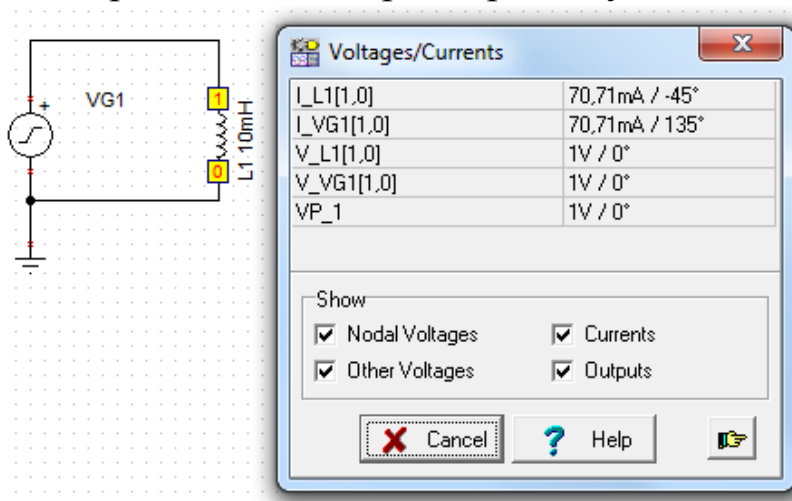 VG1
+
1
0
L1 10mH
Voltages/Currents
I_L1[1,0] 70,71mA / -45°
I_VG1[1,0] 70,71mA / 135°
V_L1[1,0] 1V / 0°
V_VG1[1,0] 1V / 0°
VP_1 1V / 0°
Show
Nodal Voltages Currents
Other Voltages Outputs
Cancel ? Help